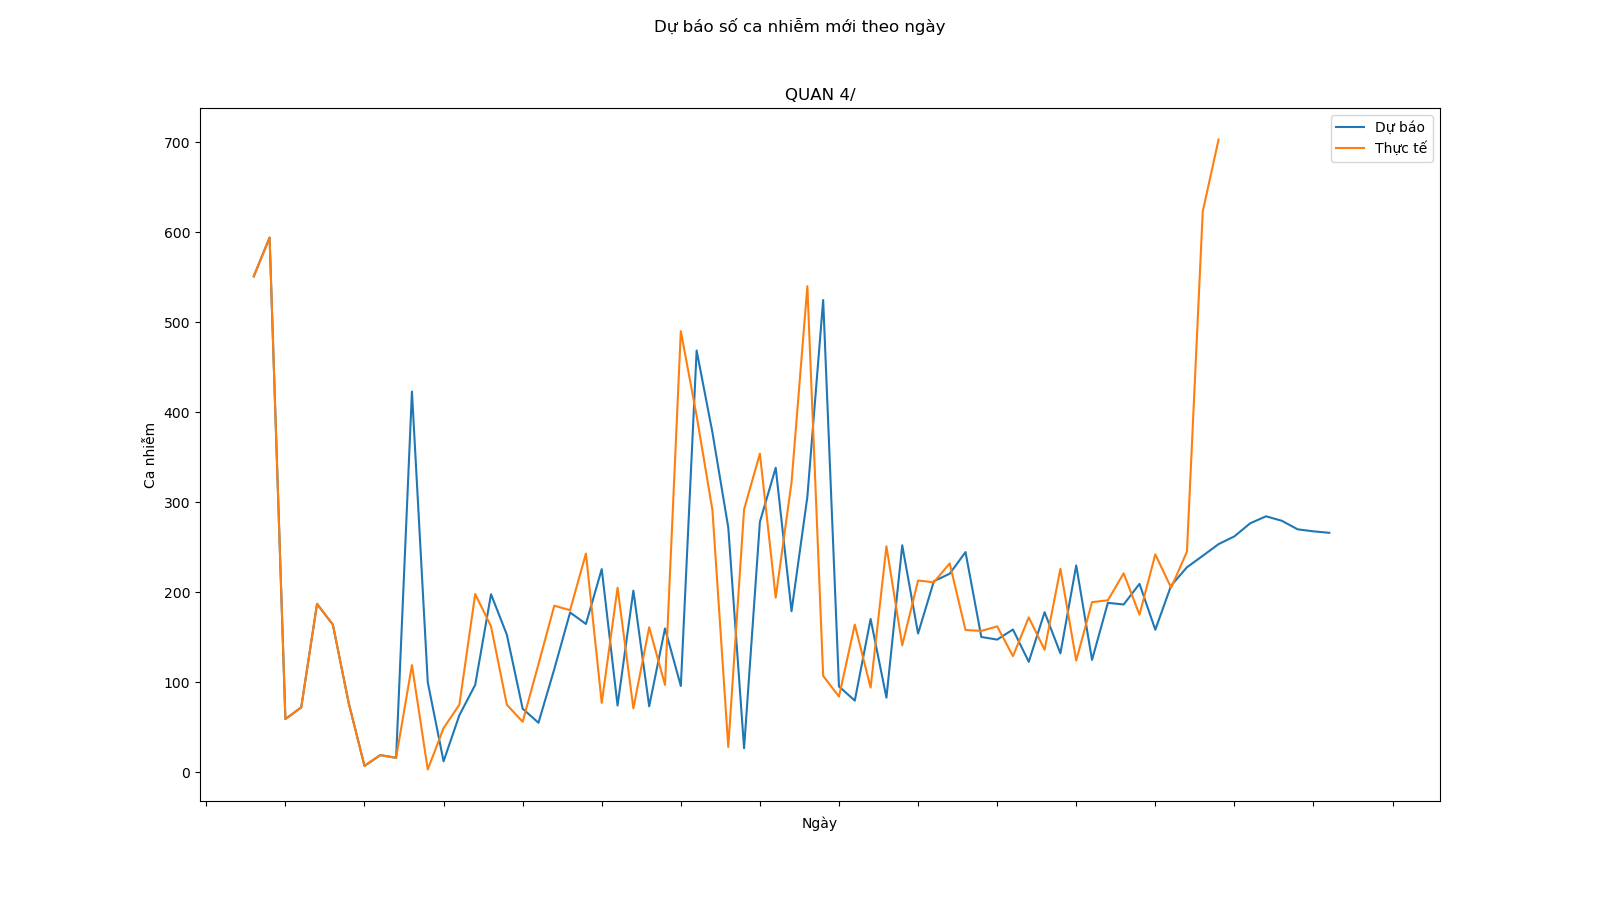 Dự báo số ca nhiễm mới theo ngày
QUAN 4/
Dự báo
Thực tế
700
600
500
400
300
200
100
0
Ca nhiễm
Ngày